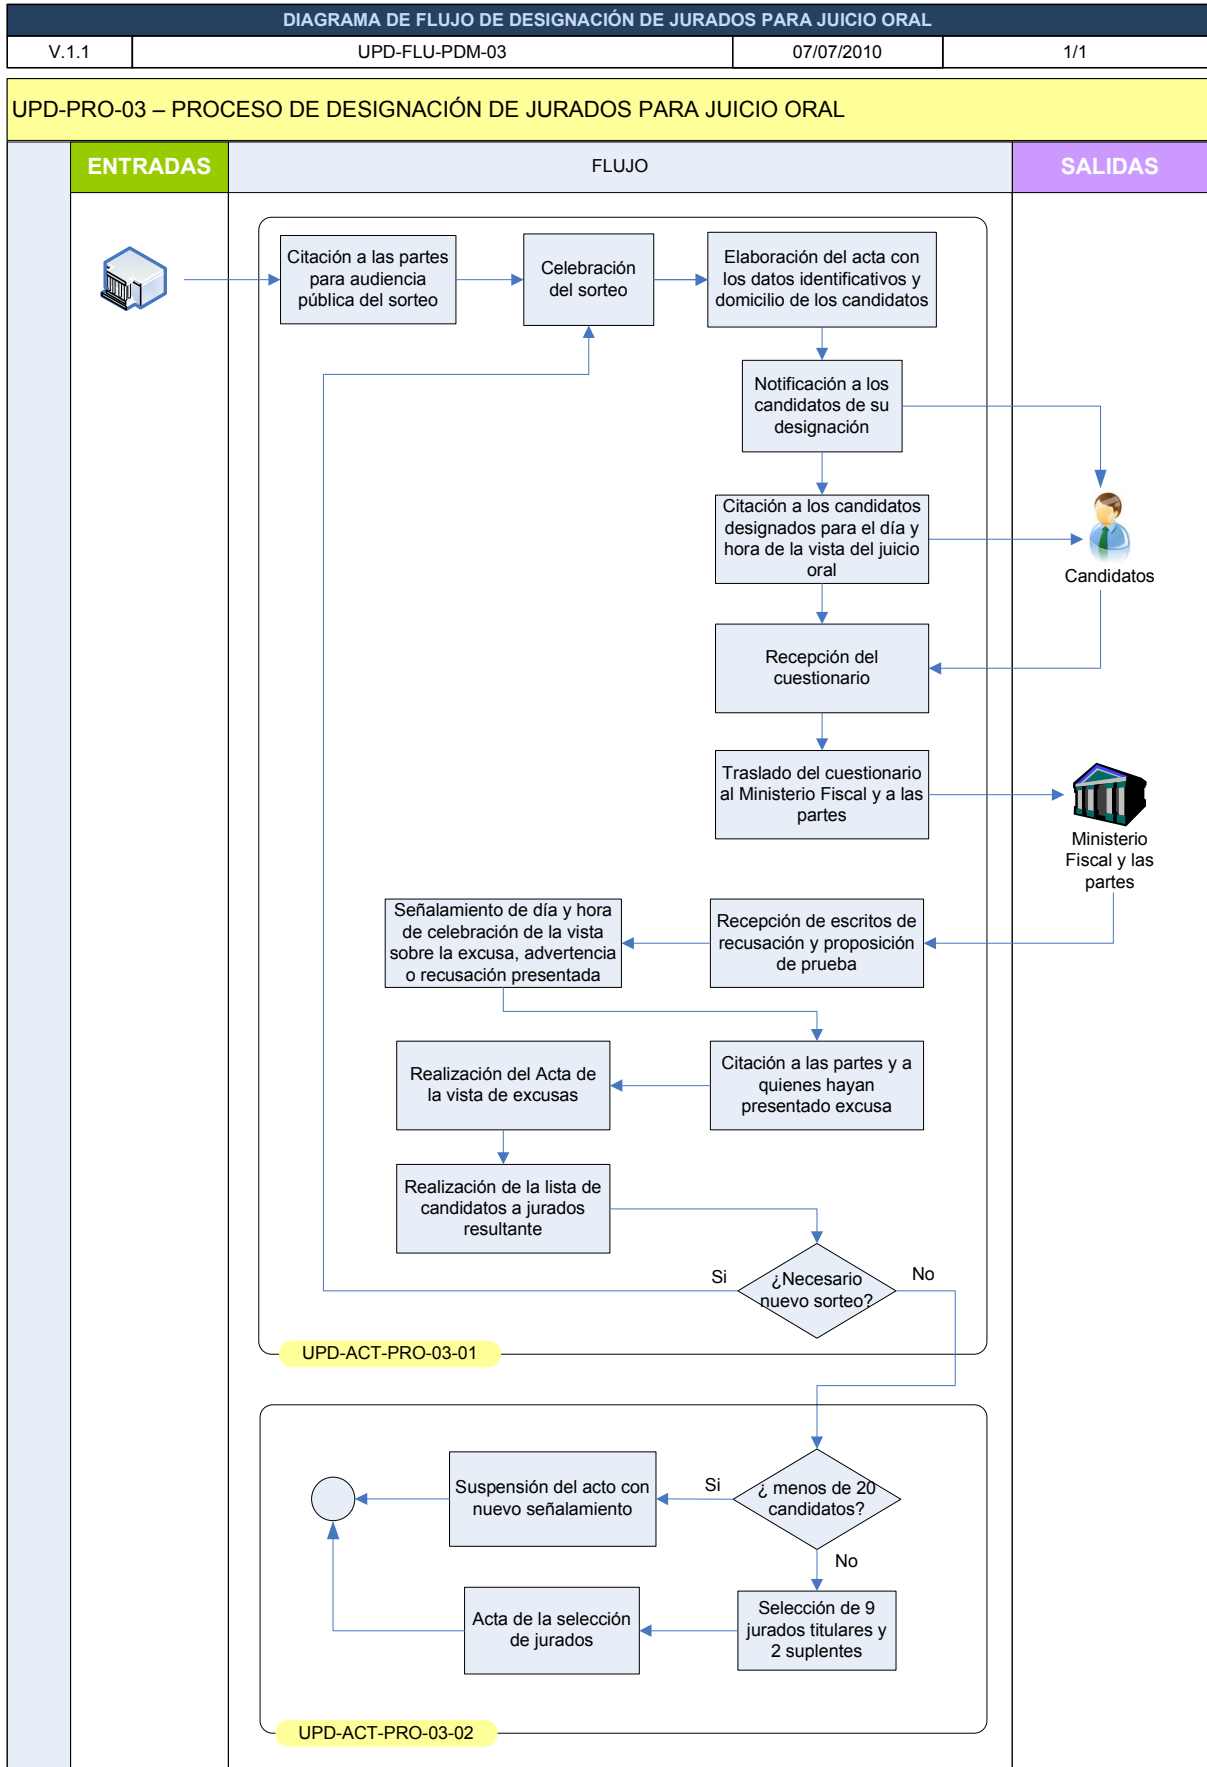 DIAGRAMA DE FLUJO DE DESIGNACIÓN DE JURADOS PARA JUICIO ORAL
V.1.1 UPD-FLU-PDM-03 07/07/2010 1/1
UPD-PRO-03 – PROCESO DE DESIGNACIÓN DE JURADOS PARA JUICIO ORAL
ENTRADAS FLUJO SALIDAS
Citación a las partes
para audiencia
pública del sorteo
Celebración
del sorteo
Elaboración del acta con
los datos identificativos y
domicilio de los candidatos
Notificación a los
candidatos de su
designación
Citación a los candidatos
designados para el día y
hora de la vista del juicio
oral
Candidatos
Recepción del
cuestionario
Traslado del cuestionario
al Ministerio Fiscal y a las
partes
Ministerio
Fiscal y las
partes
Recepción de escritos de
recusación y proposición
de prueba
Señalamiento de día y hora
de celebración de la vista
sobre la excusa, advertencia
o recusación presentada
Citación a las partes y a
quienes hayan
presentado excusa
Realización del Acta de
la vista de excusas
Realización de la lista de
candidatos a jurados
resultante
¿Necesario
nuevo sorteo?
Si
No
UPD-ACT-PRO-03-01
¿ menos de 20
candidatos?
Si
Suspensión del acto con
nuevo señalamiento
No
Selección de 9
jurados titulares y
2 suplentes
Acta de la selección
de jurados
UPD-ACT-PRO-03-02